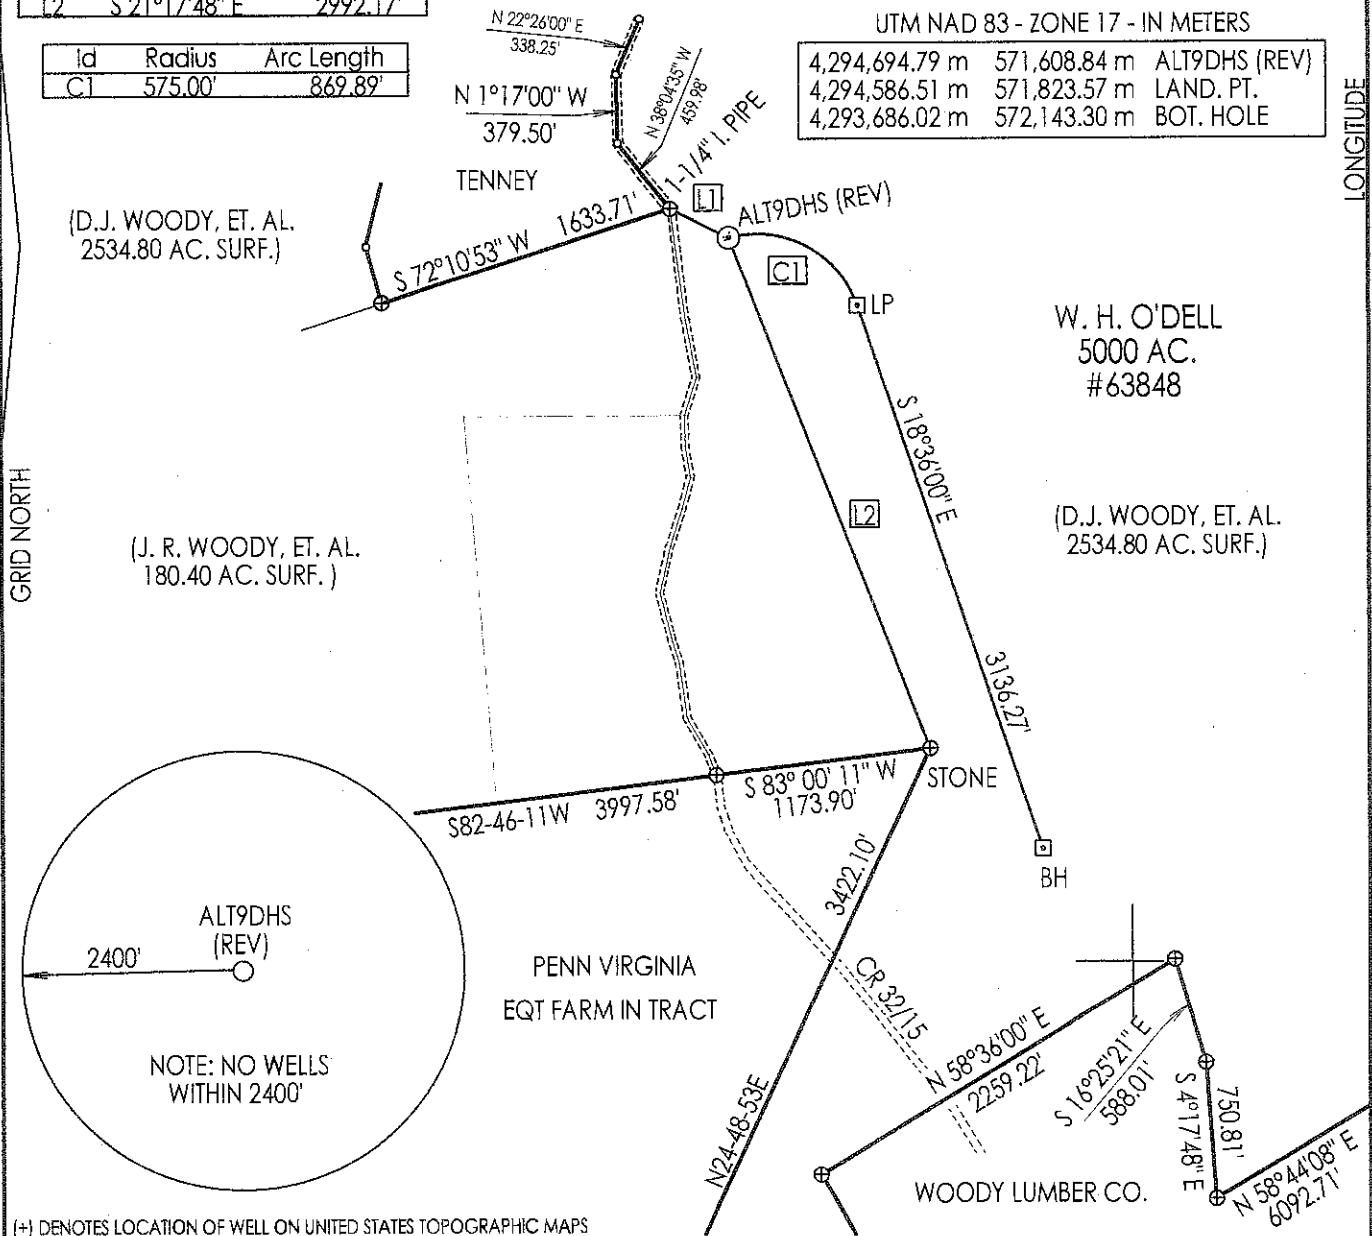 L2 S 21°17'48" E 2992.17'
Id Radius Arc Length
C1 575.00' 869.89'
N 22°26'00" E
338.25'
N 1°17'00" W
379.50'
N 38°04'35" W
459.98'
1-1/4" I. PIPE
UTM NAD 83 - ZONE 17 - IN METERS
4,294,694.79 m 571,608.84 m ALT9DHS (REV)
4,294,586.51 m 571,823.57 m LAND. PT.
4,293,686.02 m 572,143.30 m BOT. HOLE
LONGITUDE
TENNEY
(D.J. WOODY, ET. AL.
2534.80 AC. SURF.)
S 72°10'53" W 1633.71'
L1
ALT9DHS (REV)
C1
LP
W. H. O'DELL
5000 AC.
#63848
S 18°36'00" E
3136.27'
L2
GRID NORTH
(J. R. WOODY, ET. AL.
180.40 AC. SURF. )
(D.J. WOODY, ET. AL.
2534.80 AC. SURF.)
S82-46-11W 3997.58'
S 83° 00' 11" W
1173.90'
STONE
BH
3422.10'
N24-48-53E
ALT9DHS
(REV)
2400'
NOTE: NO WELLS
WITHIN 2400'
PENN VIRGINIA
EQT FARM IN TRACT
CR 32/15
N 58°36'00" E
2259.22'
S 16°25'21" E
588.01'
750.81'
S 4°17'48" E
N 58°44'08" E
6092.71'
WOODY LUMBER CO.
(+) DENOTES LOCATION OF WELL ON UNITED STATES TOPOGRAPHIC MAPS